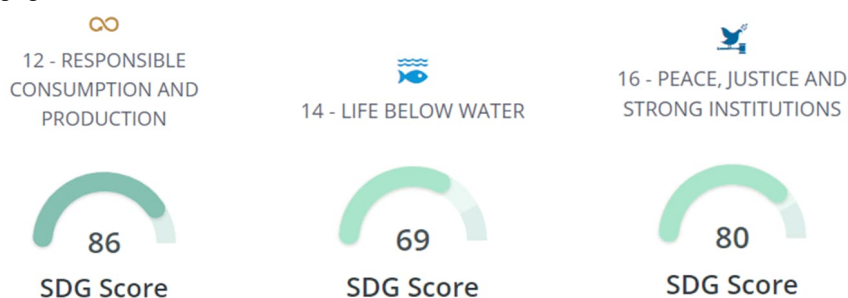 12 - RESPONSIBLE
CONSUMPTION AND
PRODUCTION
86
SDG Score
14 - LIFE BELOW WATER
69
SDG Score
16 - PEACE, JUSTICE AND
STRONG INSTITUTIONS
80
SDG Score